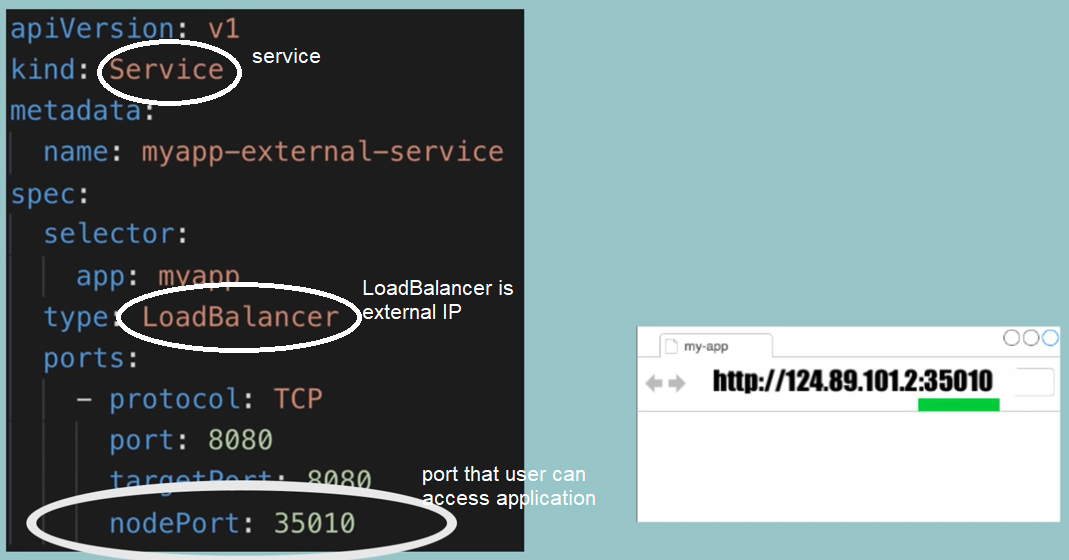 apiVersion: v1
kind: Service
service
metadata:
name: myapp-external-service
spec:
selector:
app: myapp
type: LoadBalancer
LoadBalancer is
external IP
ports:
- protocol: TCP
port: 8080
targetPort: 8080
nodePort: 35010
port that user can
access application
my-app
http://124.89.101.2:35010